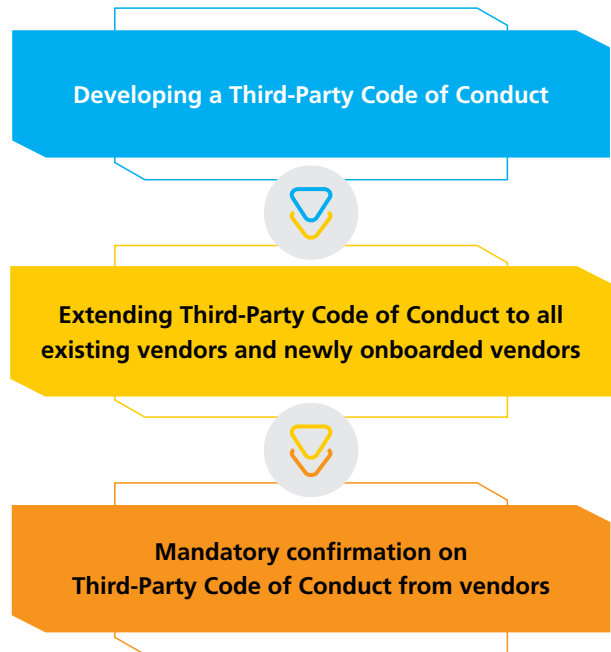 Developing a Third-Party Code of Conduct
Extending Third-Party Code of Conduct to all
existing vendors and newly onboarded vendors
Mandatory confirmation on
Third-Party Code of Conduct from vendors